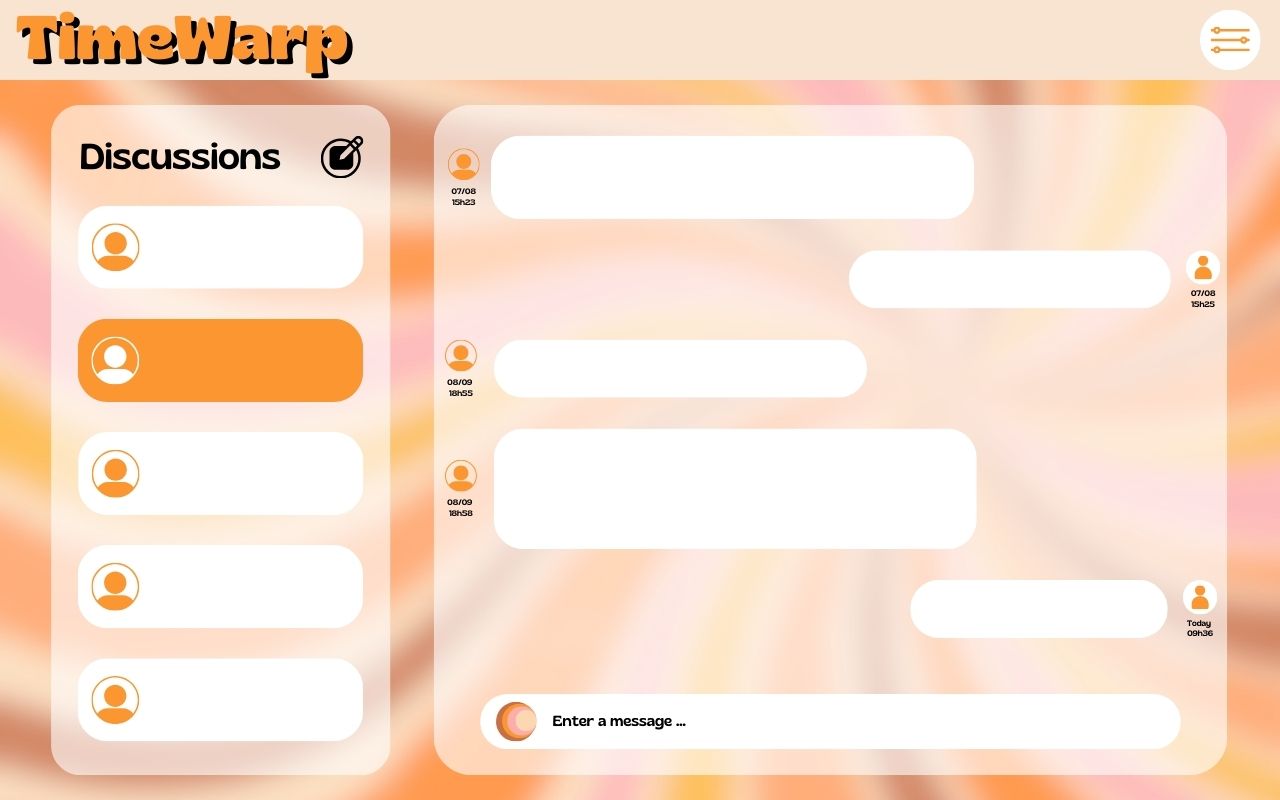 TimeWarp
Discussions
07/08
15h23
07/08
15h25
08/09
18h55
08/09
18h58
Today
09h36
Enter a message ...